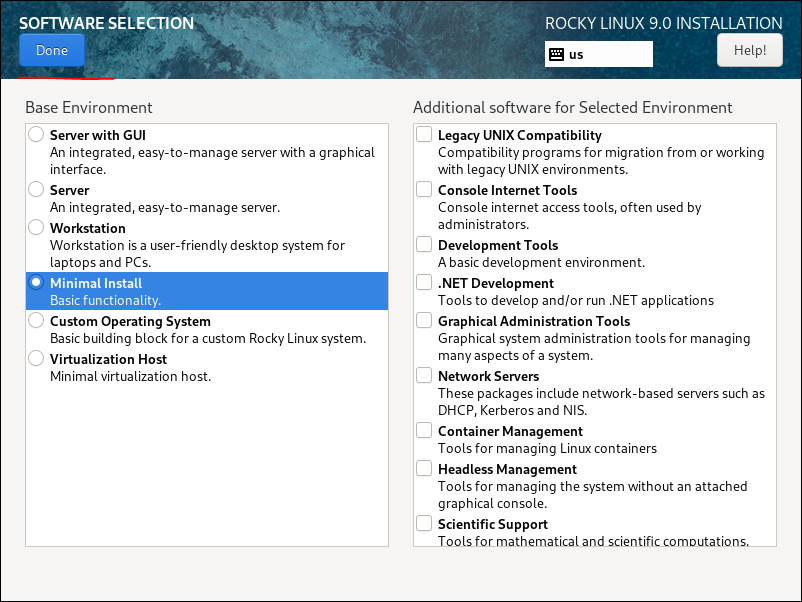 SOFTWARE SELECTION
ROCKY LINUX 9.0 INSTALLATION
Done
us
Help!
Base Environment
Server with GUI
An integrated, easy-to-manage server with a graphical
interface.
Server
An integrated, easy-to-manage server.
Workstation
Workstation is a user-friendly desktop system for
laptops and PCs.
Minimal Install
Basic functionality.
Custom Operating System
Basic building block for a custom Rocky Linux system.
Virtualization Host
Minimal virtualization host.
Additional software for Selected Environment
Legacy UNIX Compatibility
Compatibility programs for migration from or working
with legacy UNIX environments.
Console Internet Tools
Console internet access tools, often used by
administrators.
Development Tools
A basic development environment.
.NET Development
Tools to develop and/or run .NET applications
Graphical Administration Tools
Graphical system administration tools for managing
many aspects of a system.
Network Servers
These packages include network-based servers such as
DHCP, Kerberos and NIS.
Container Management
Tools for managing Linux containers
Headless Management
Tools for managing the system without an attached
graphical console.
Scientific Support
Tools for mathematical and scientific computations.